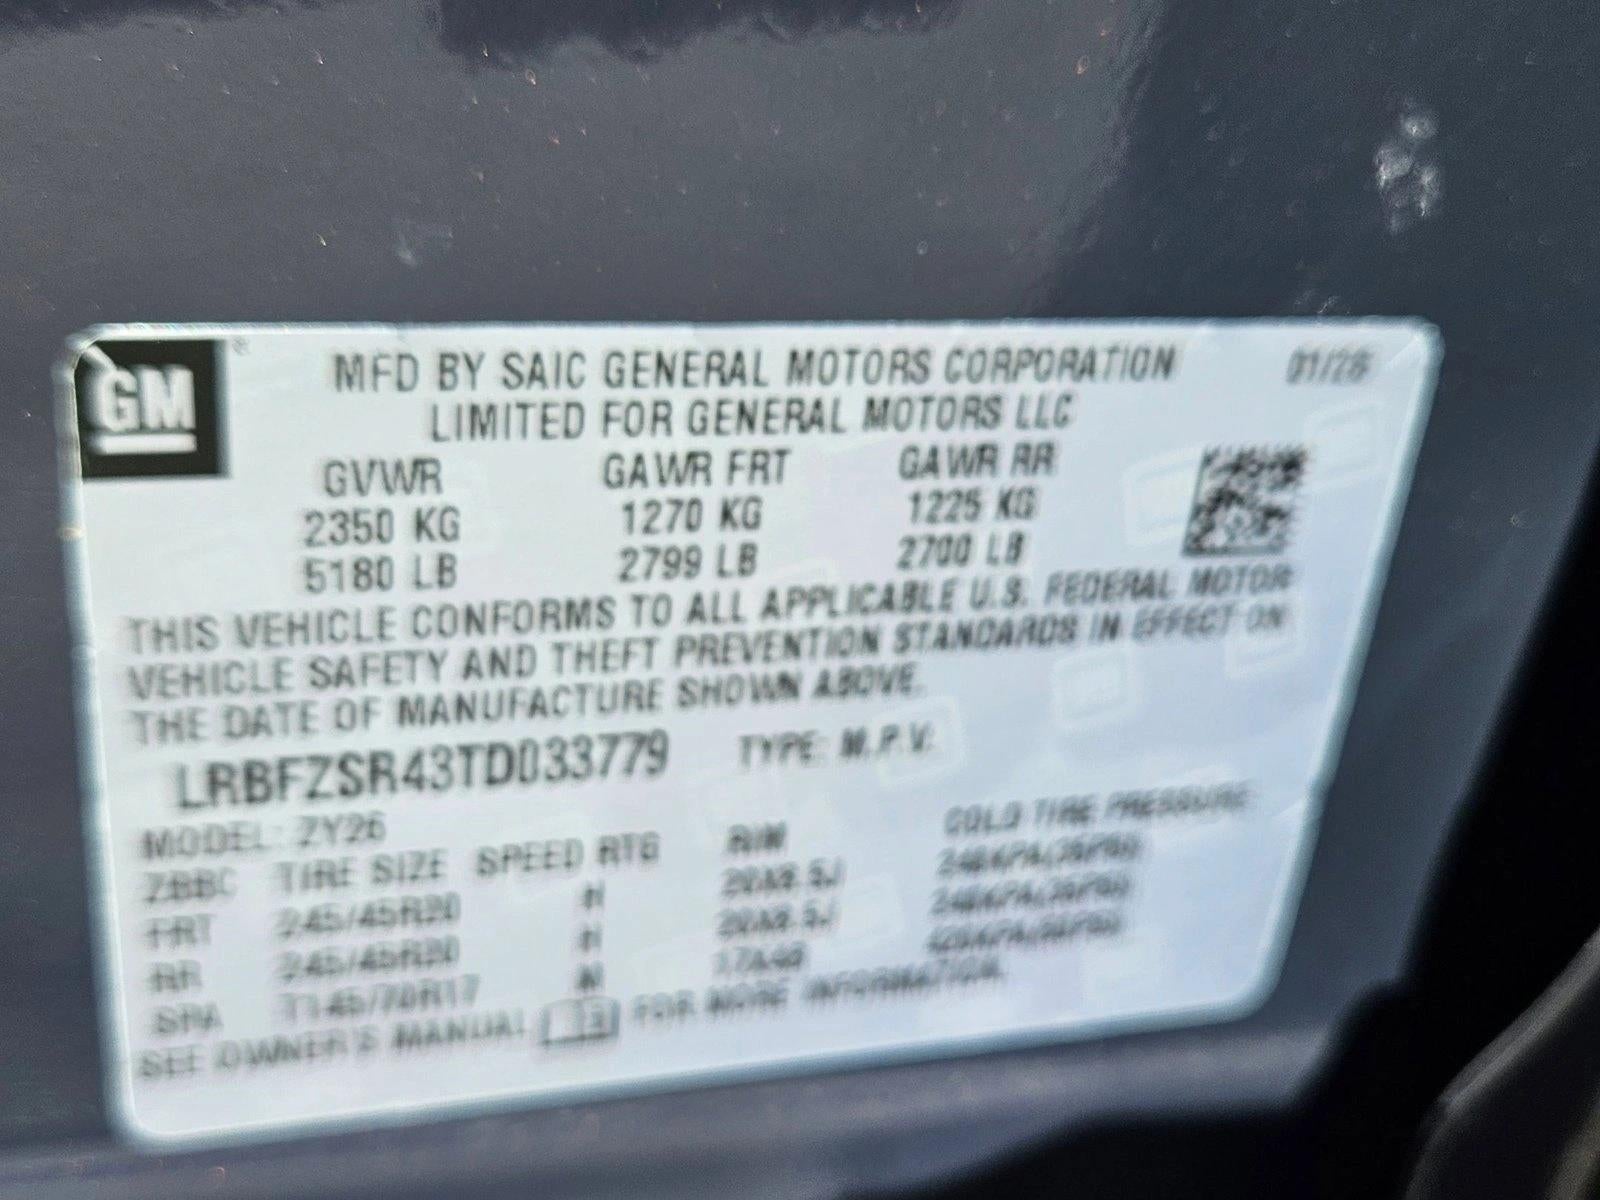 GM ®
MFD BY SAIC GENERAL MOTORS CORPORATION 01/26
LIMITED FOR GENERAL MOTORS LLC
GVWR GAWR FRT GAWR RR
2350 KG 1270 KG 1225 KG
5180 LB 2799 LB 2700 LB
THIS VEHICLE CONFORMS TO ALL APPLICABLE U.S. FEDERAL MOTOR
VEHICLE SAFETY AND THEFT PREVENTION STANDARDS IN EFFECT ON
THE DATE OF MANUFACTURE SHOWN ABOVE.
LRBFZSR43TD033779 TYPE: M.P.V.
MODEL: ZY26
TIRE SIZE SPEED RTG RIM COLD TIRE PRESSURE
FRT 245/45R20 H 20X8.5J
RR 245/45R20 H 20X8.5J
SPA T145/70R17 M
SEE OWNER'S MANUAL FOR MORE INFORMATION.